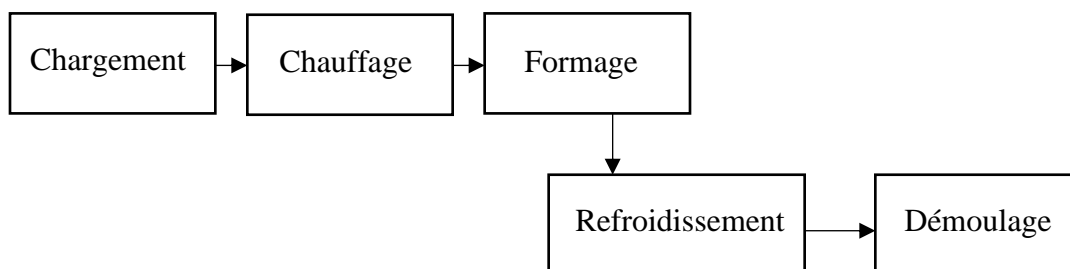 Chargement
Chauffage
Formage
Refroidissement
Démoulage